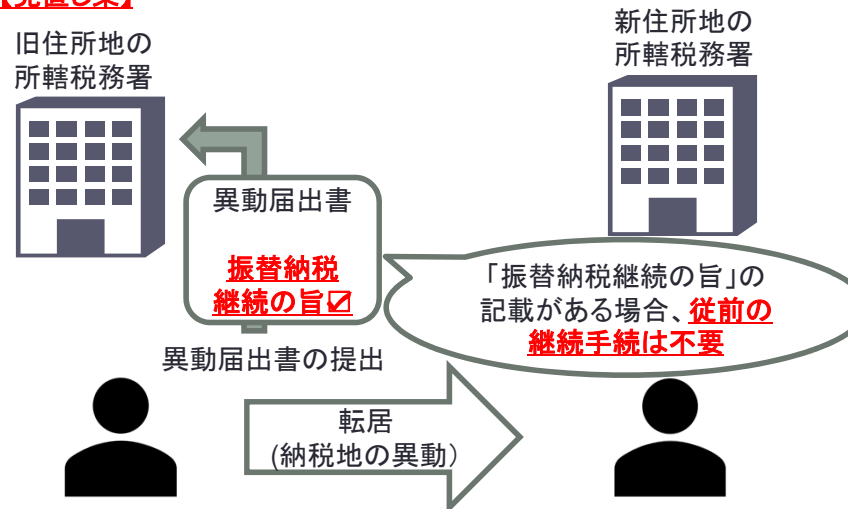 【見直し案】
旧住所地の
所轄税務署
新住所地の
所轄税務署
異動届出書
振替納税
継続の旨☑
「振替納税継続の旨」の
記載がある場合、従前の
継続手続は不要
異動届出書の提出
転居
(納税地の異動）